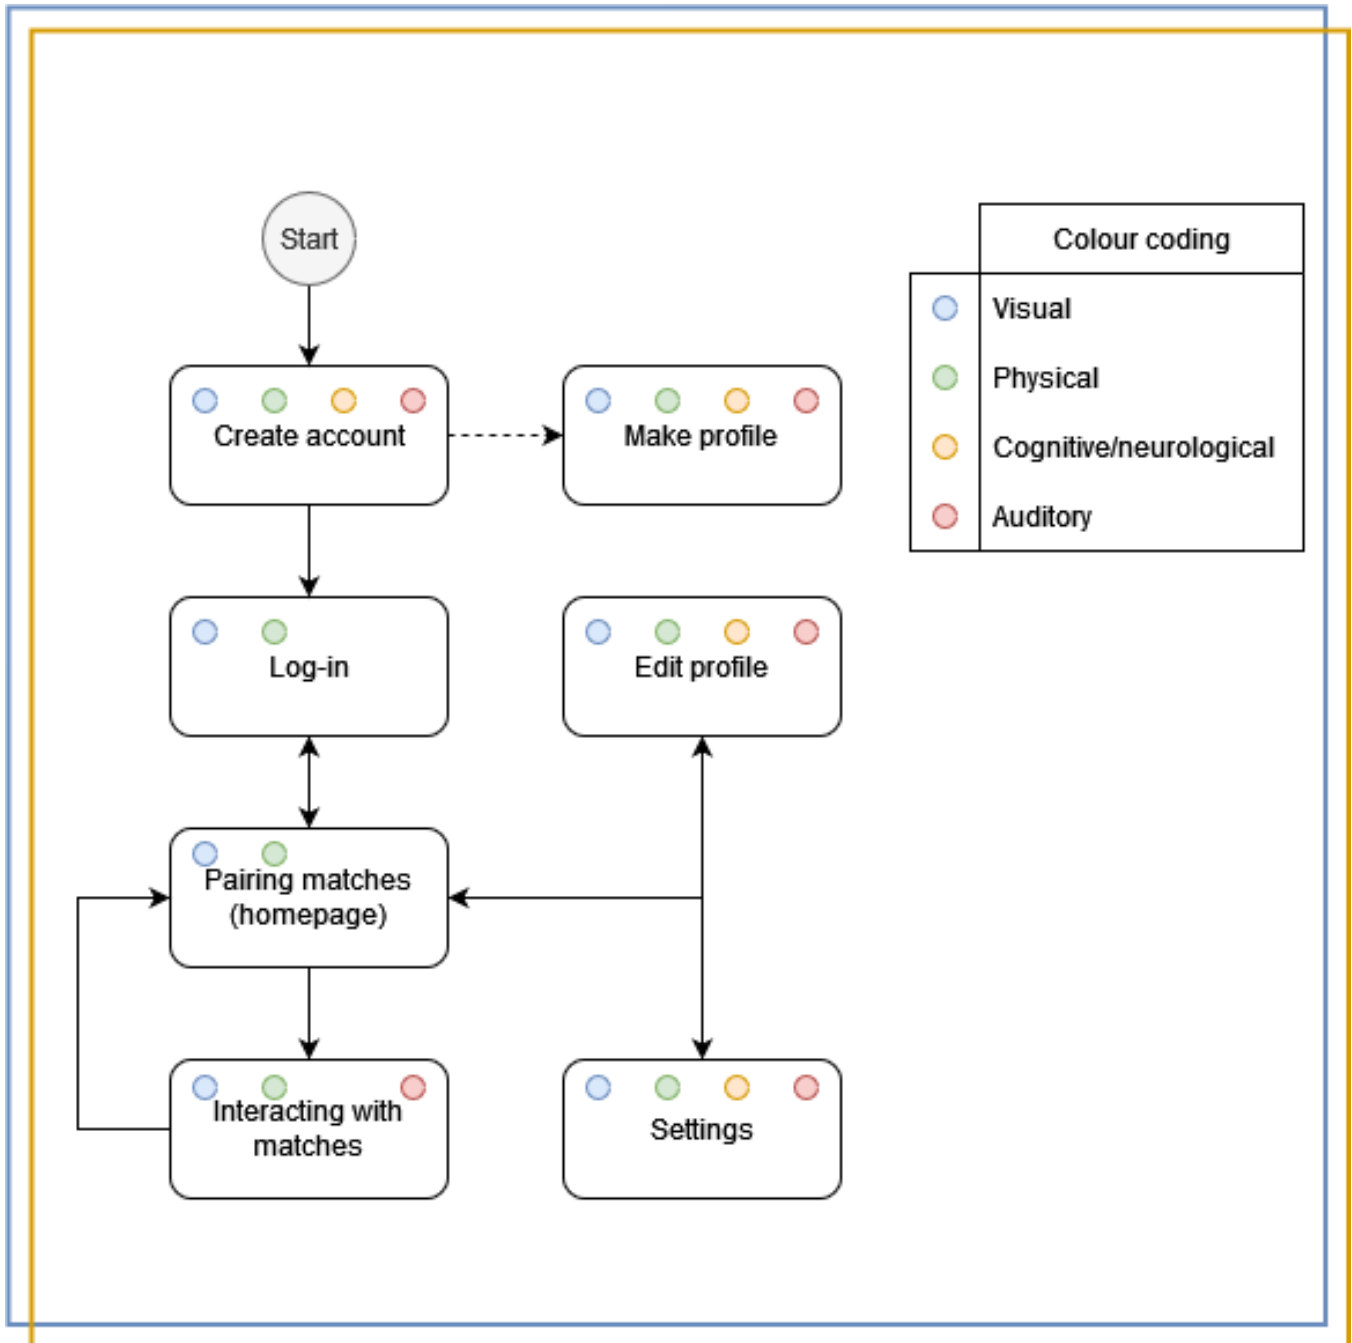 Start
Colour coding
Visual
Physical
Cognitive/neurological
Auditory
Create account
Make profile
Log-in
Edit profile
Pairing matches
(homepage)
Interacting with
matches
Settings